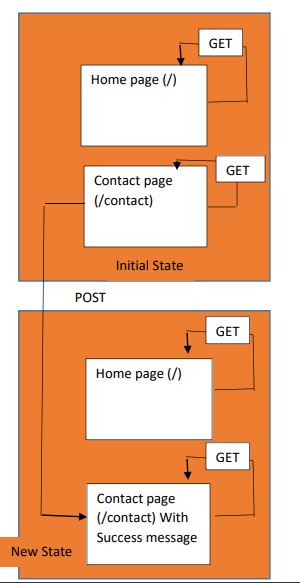 GET
Home page (/)
GET
Contact page
(/contact)
Initial State
POST
GET
Home page (/)
GET
Contact page
(/contact) With
Success message
New State